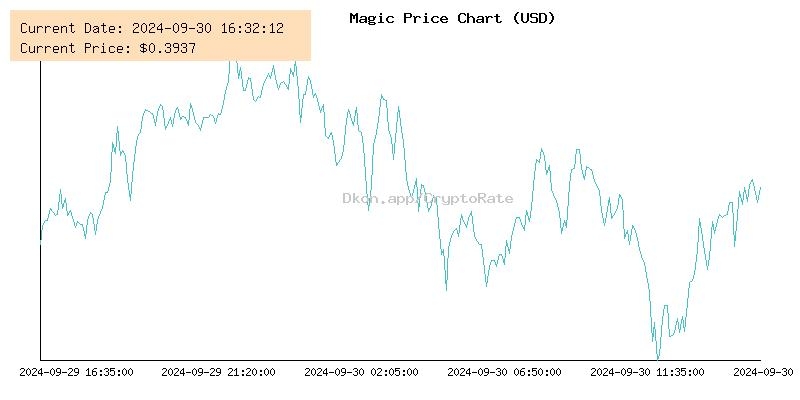 Magic Price Chart (USD)
Current Date: 2024-09-30 16:32:12
Current Price: $0.3937
Dkon.app/CryptoRate
2024-09-29 16:35:00 2024-09-29 21:20:00 2024-09-30 02:05:00 2024-09-30 06:50:00 2024-09-30 11:35:00 2024-09-30